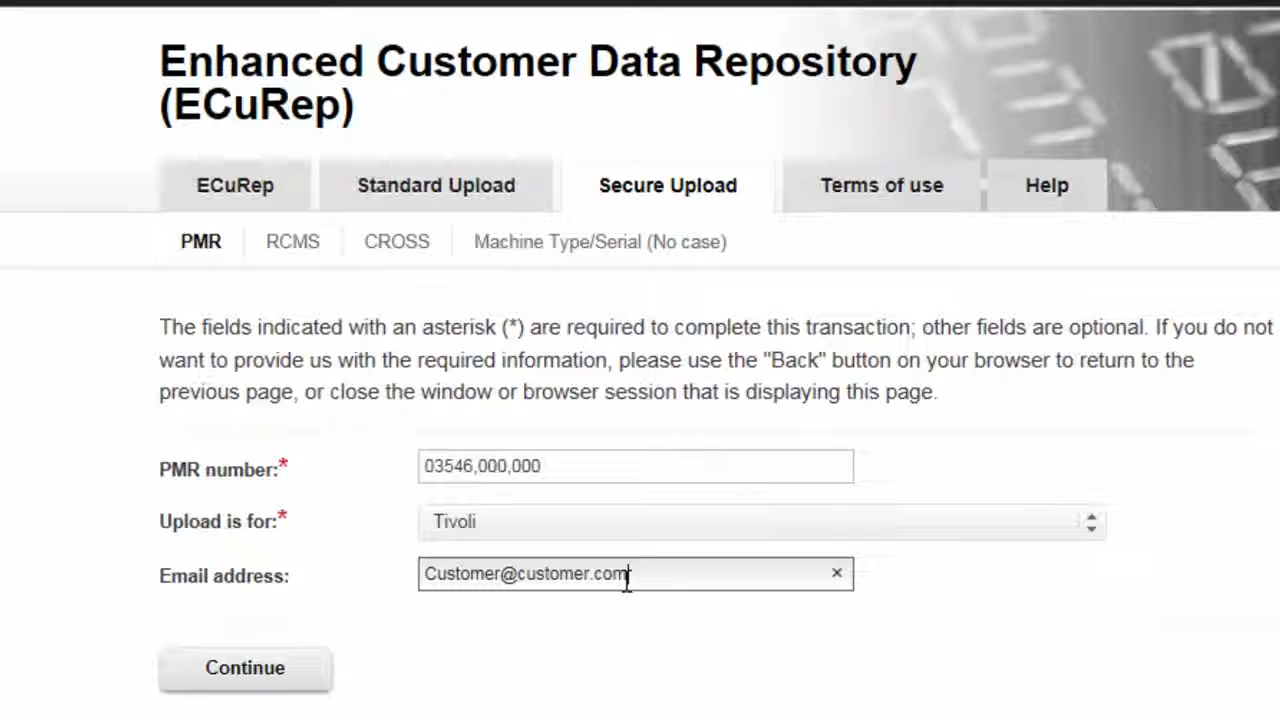 Enhanced Customer Data Repository
(ECuRep)
ECuRep
Standard Upload
Secure Upload
Terms of use
Help
PMR
RCMS
CROSS
Machine Type/Serial (No case)
The fields indicated with an asterisk (*) are required to complete this transaction; other fields are optional. If you do not
want to provide us with the required information, please use the "Back" button on your browser to return to the
previous page, or close the window or browser session that is displaying this page.
PMR number:*
03546,000,000
Upload is for:*
Tivoli
Email address:
Customer@customer.com
Continue